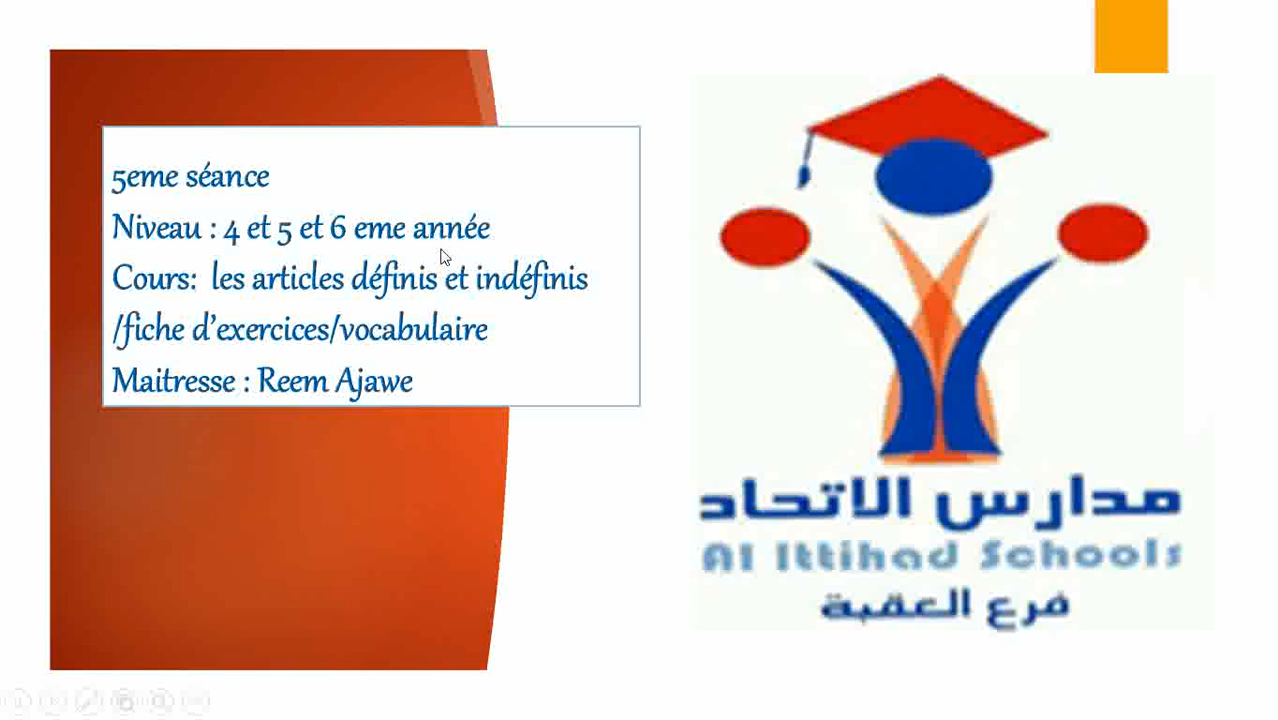 5eme séance
Niveau : 4 et 5 et 6 eme année
Cours: les articles définis et indéfinis
/fiche d’exercices/vocabulaire
Maitresse : Reem Ajawe
مدارس الاتحاد
Al Ittihad Schools
فرع العقبة